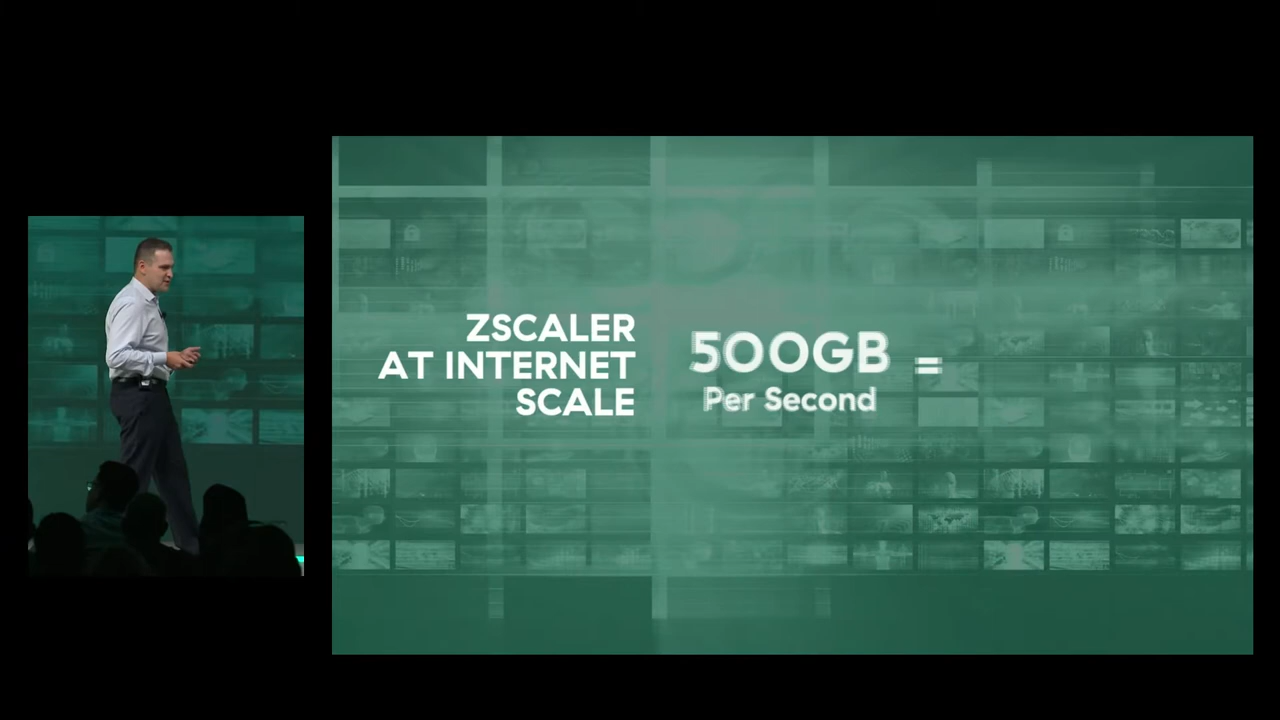 ZSCALER
AT INTERNET
SCALE
500GB =
Per Second